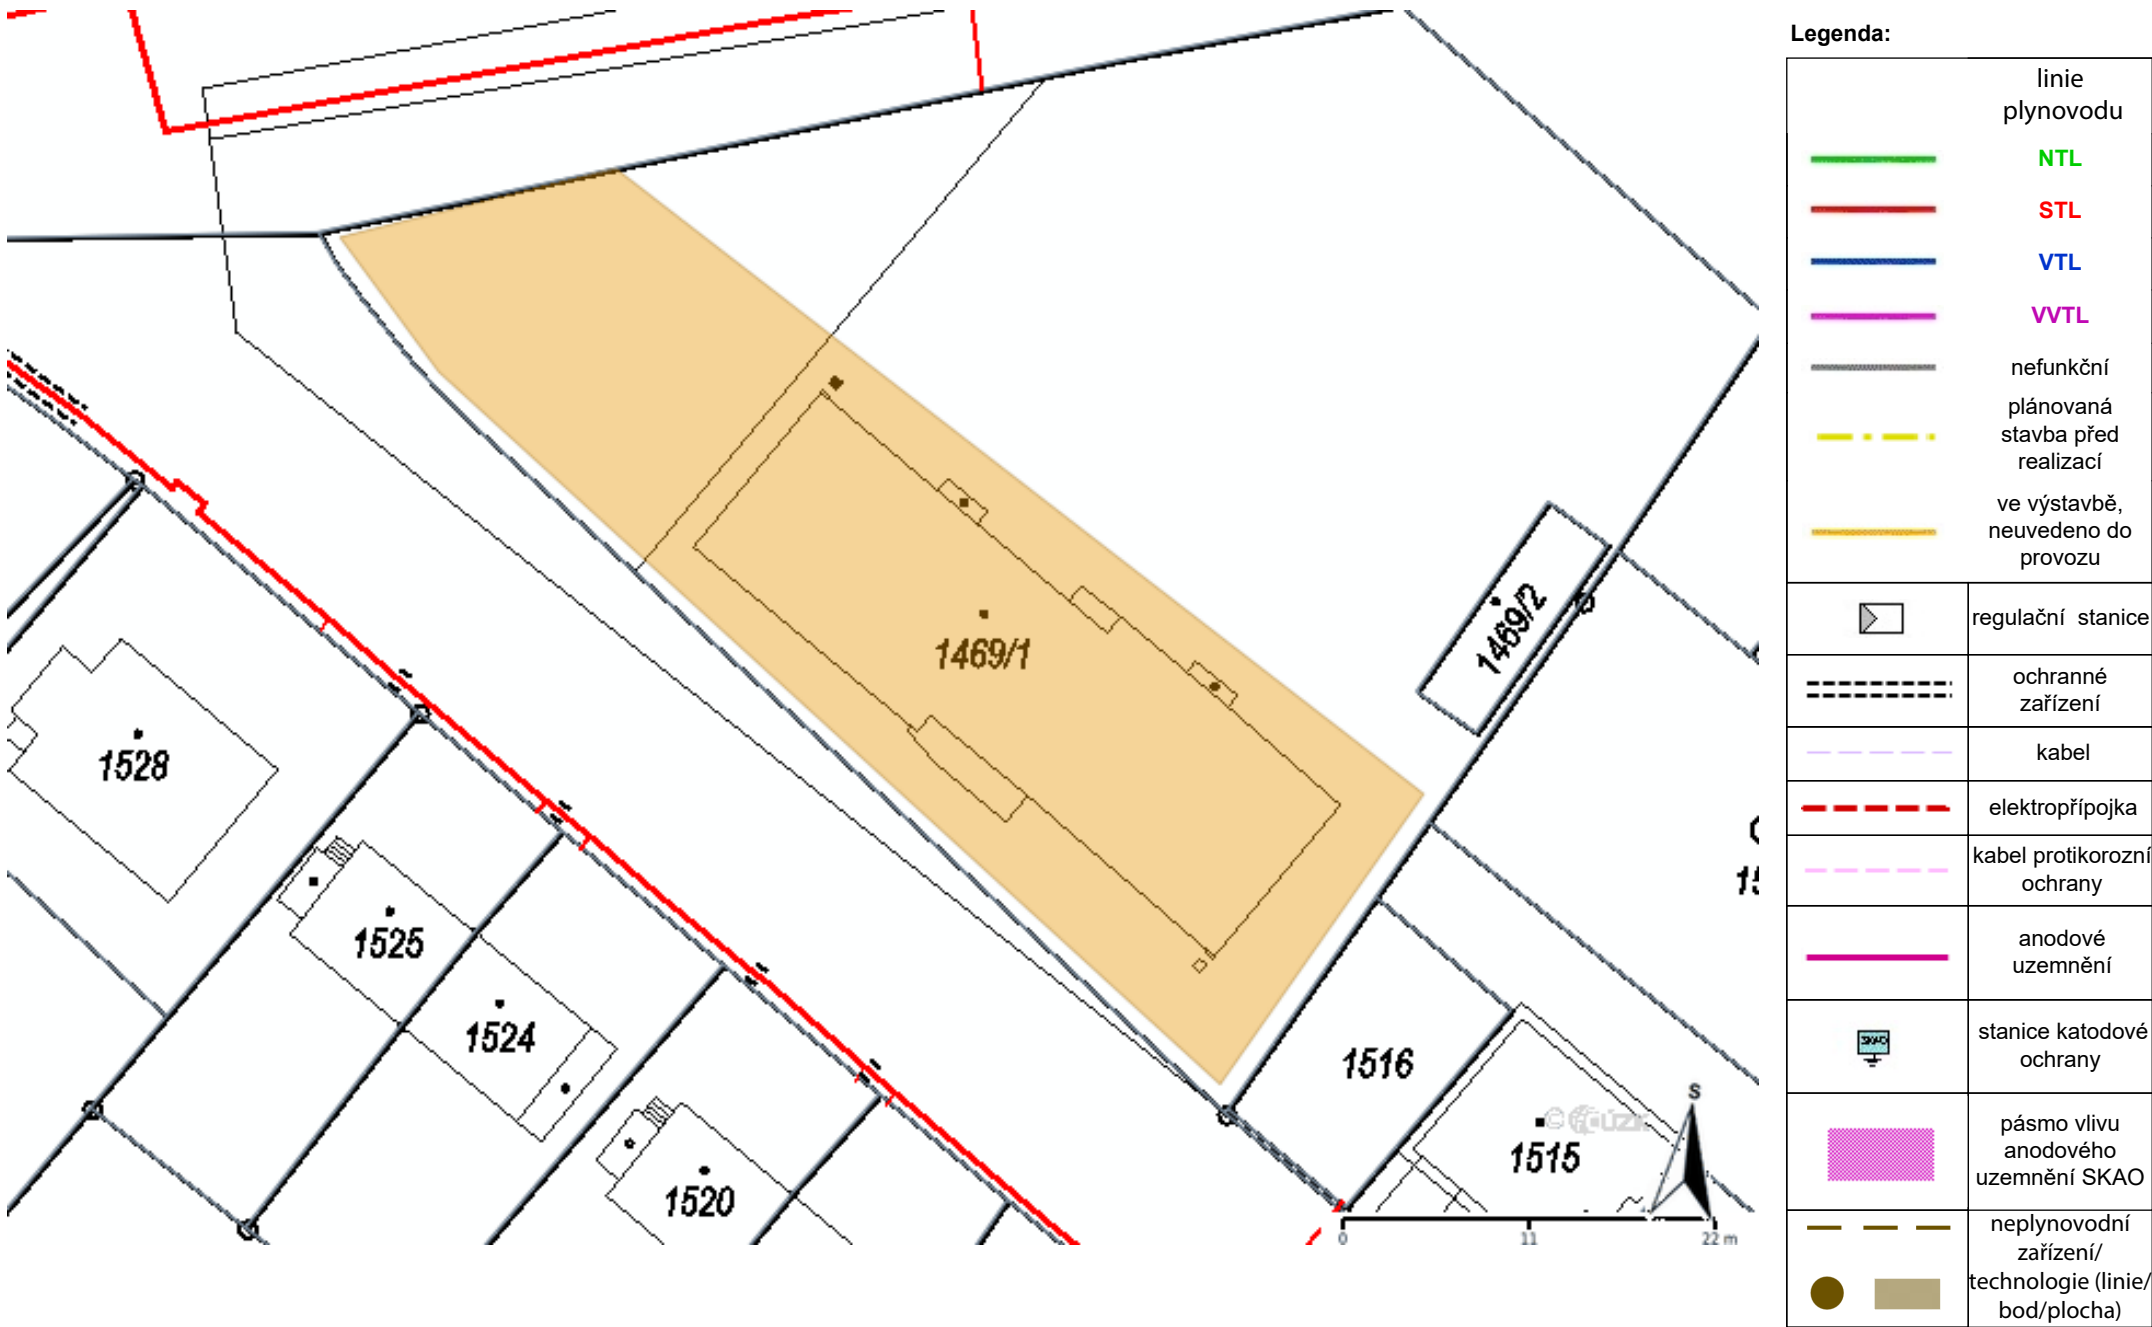 Legenda:
linie
plynovodu
NTL
STL
VTL
VVTL
nefunkční
plánovaná
stavba před
realizací
ve výstavbě,
neuvedeno do
provozu
regulační stanice
ochranné
zařízení
kabel
elektropřípojka
kabel protikorozní
ochrany
anodové
uzemnění
SKAO
stanice katodové
ochrany
pásmo vlivu
anodového
uzemnění SKAO
neplynovodní
zařízení/
technologie (linie/
bod/plocha)
1469/1
1469/2
1528
1525
1524
1520
1516
1515
S
0 11 22 m